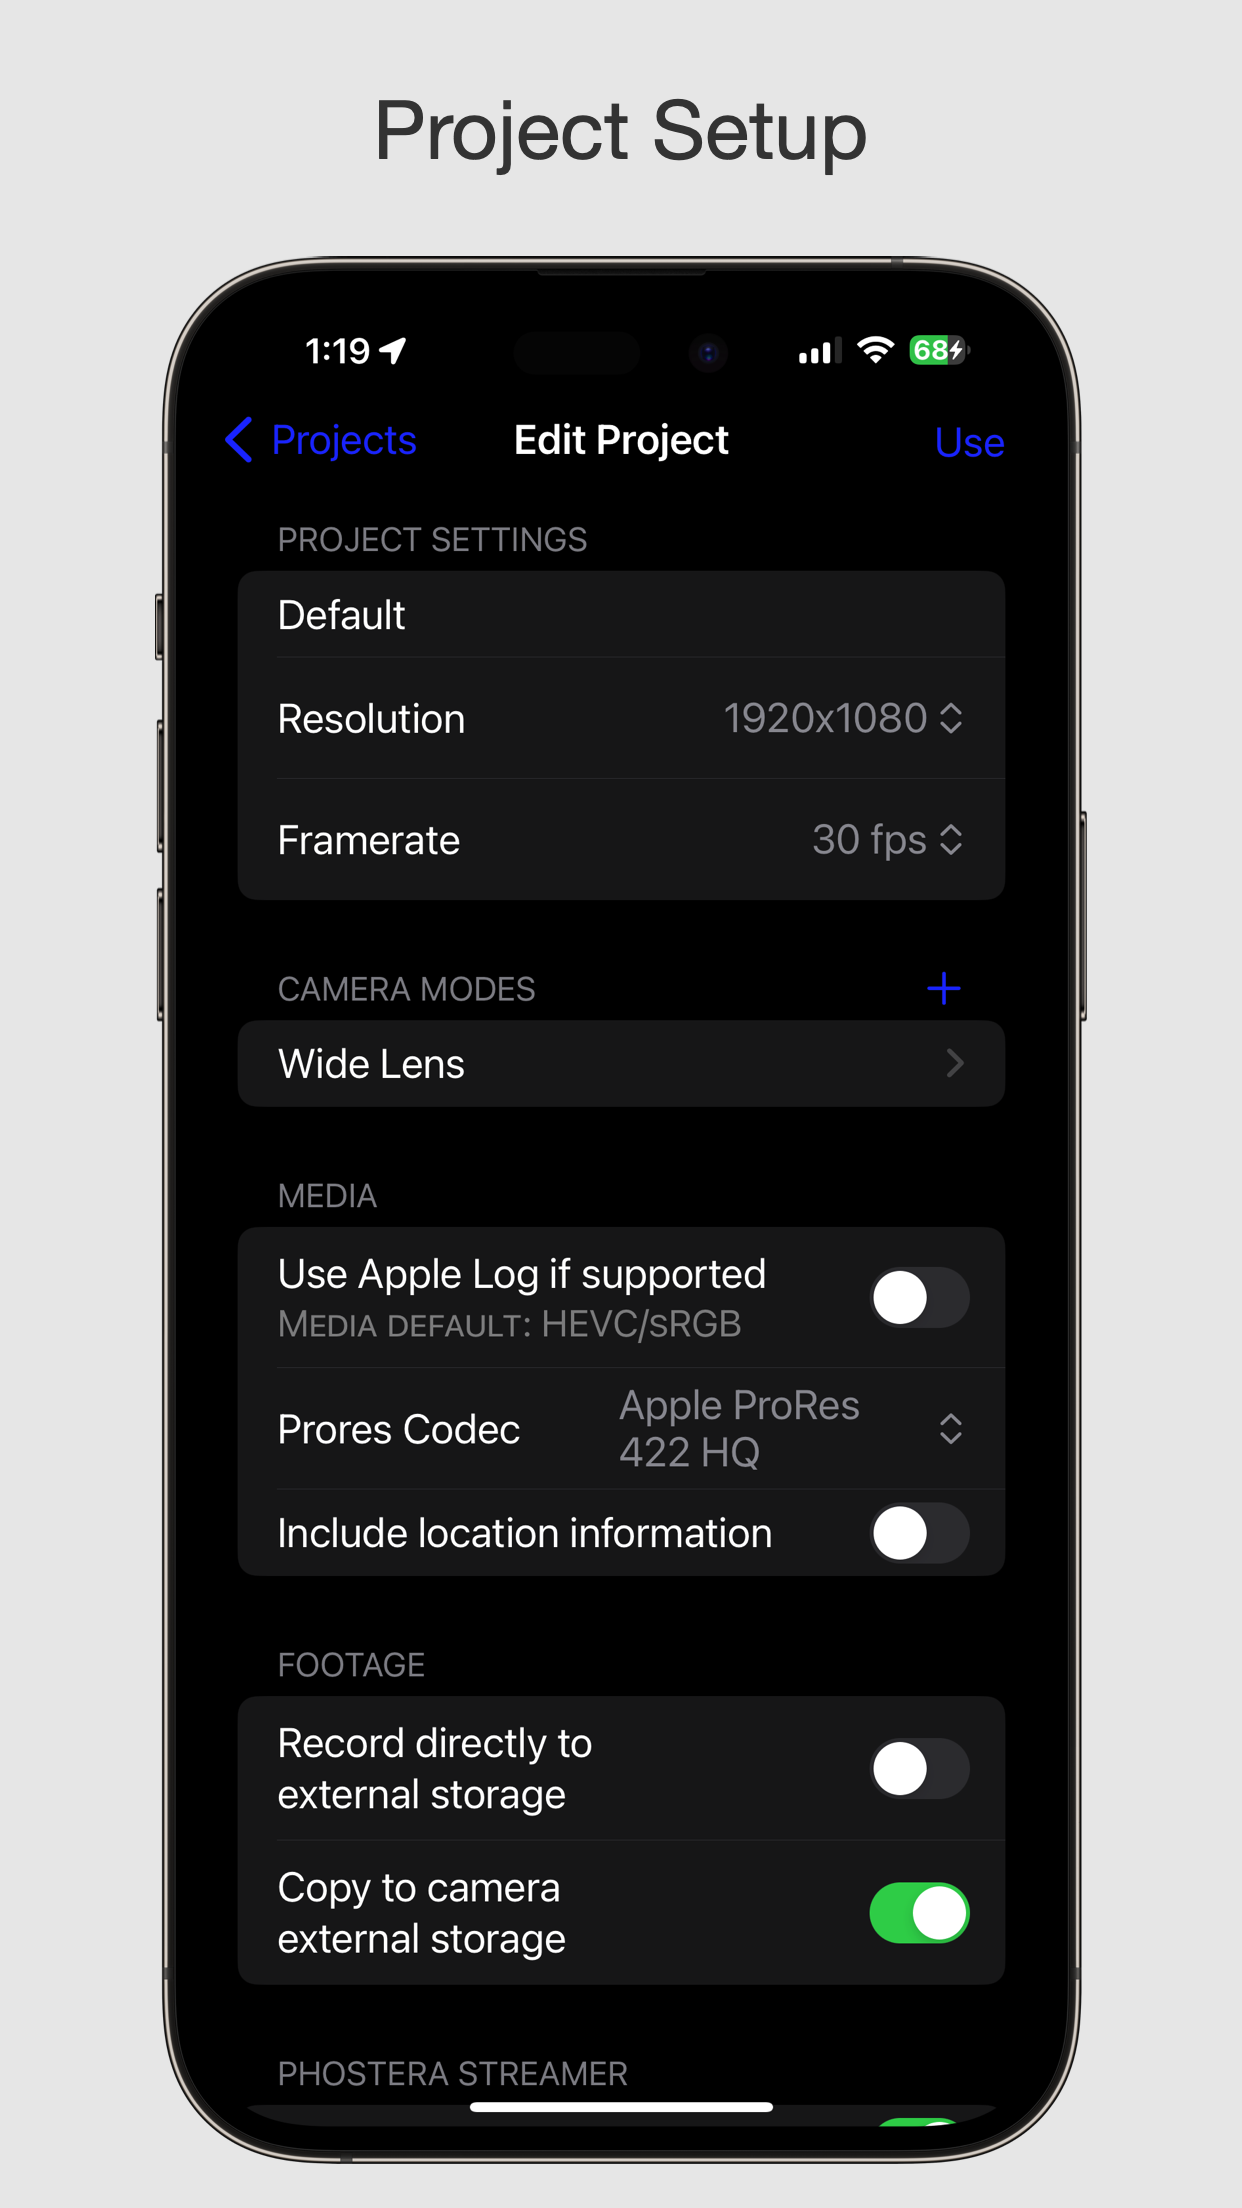 Project Setup
1:19
68
Projects
Edit Project
Use
PROJECT SETTINGS
Default
Resolution
1920x1080
Framerate
30 fps
CAMERA MODES
Wide Lens
MEDIA
Use Apple Log if supported
MEDIA DEFAULT: HEVC/SRGB
Prores Codec
Apple ProRes
422 HQ
Include location information
FOOTAGE
Record directly to
external storage
Copy to camera
external storage
PHOSTERA STREAMER